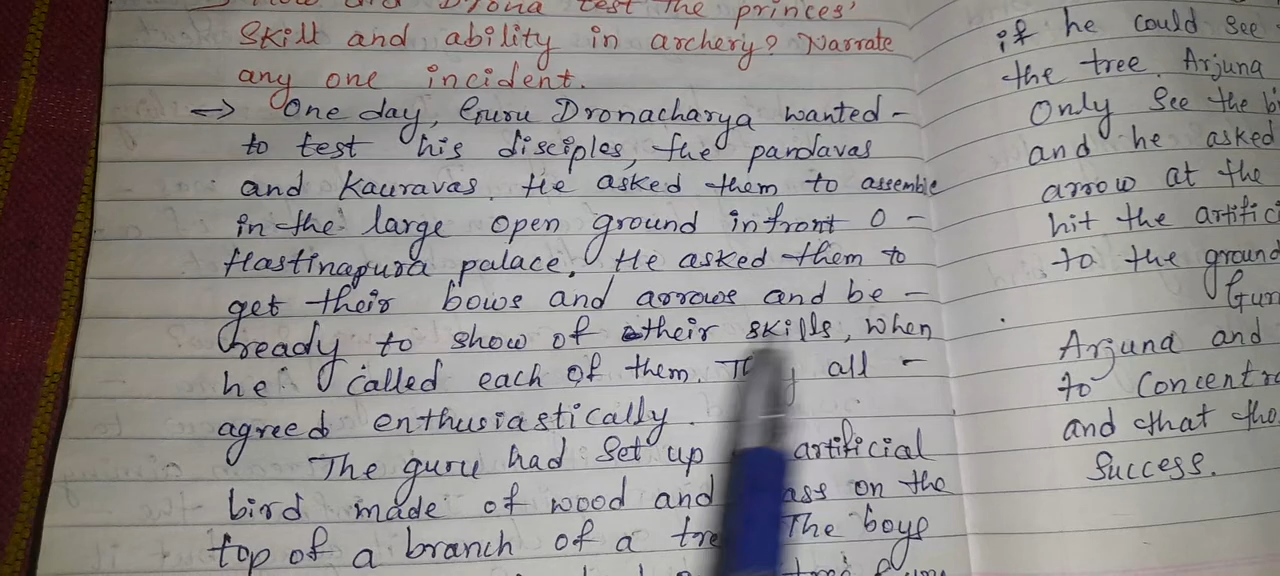 Drona test the princes'
Skill and ability in archery? Narrate
any one incident.
→ One day, Guru Dronacharya wanted -
to test his disciples, the pandavas
and Kauravas. He asked them to assemble
in the large open ground infront o -
Hastinapura palace. He asked them to
get their bows and arrows and be -
ready to show of their skills, when
he called each of them. all -
agreed enthusiastically.
The guru had set up artificial
bird made of wood and on the
top of a branch of a The boys
if he could see
the tree. Arjuna
Only See the
and he asked
arrow at the
hit the
to the ground
Arjuna and
to
and that
Success.